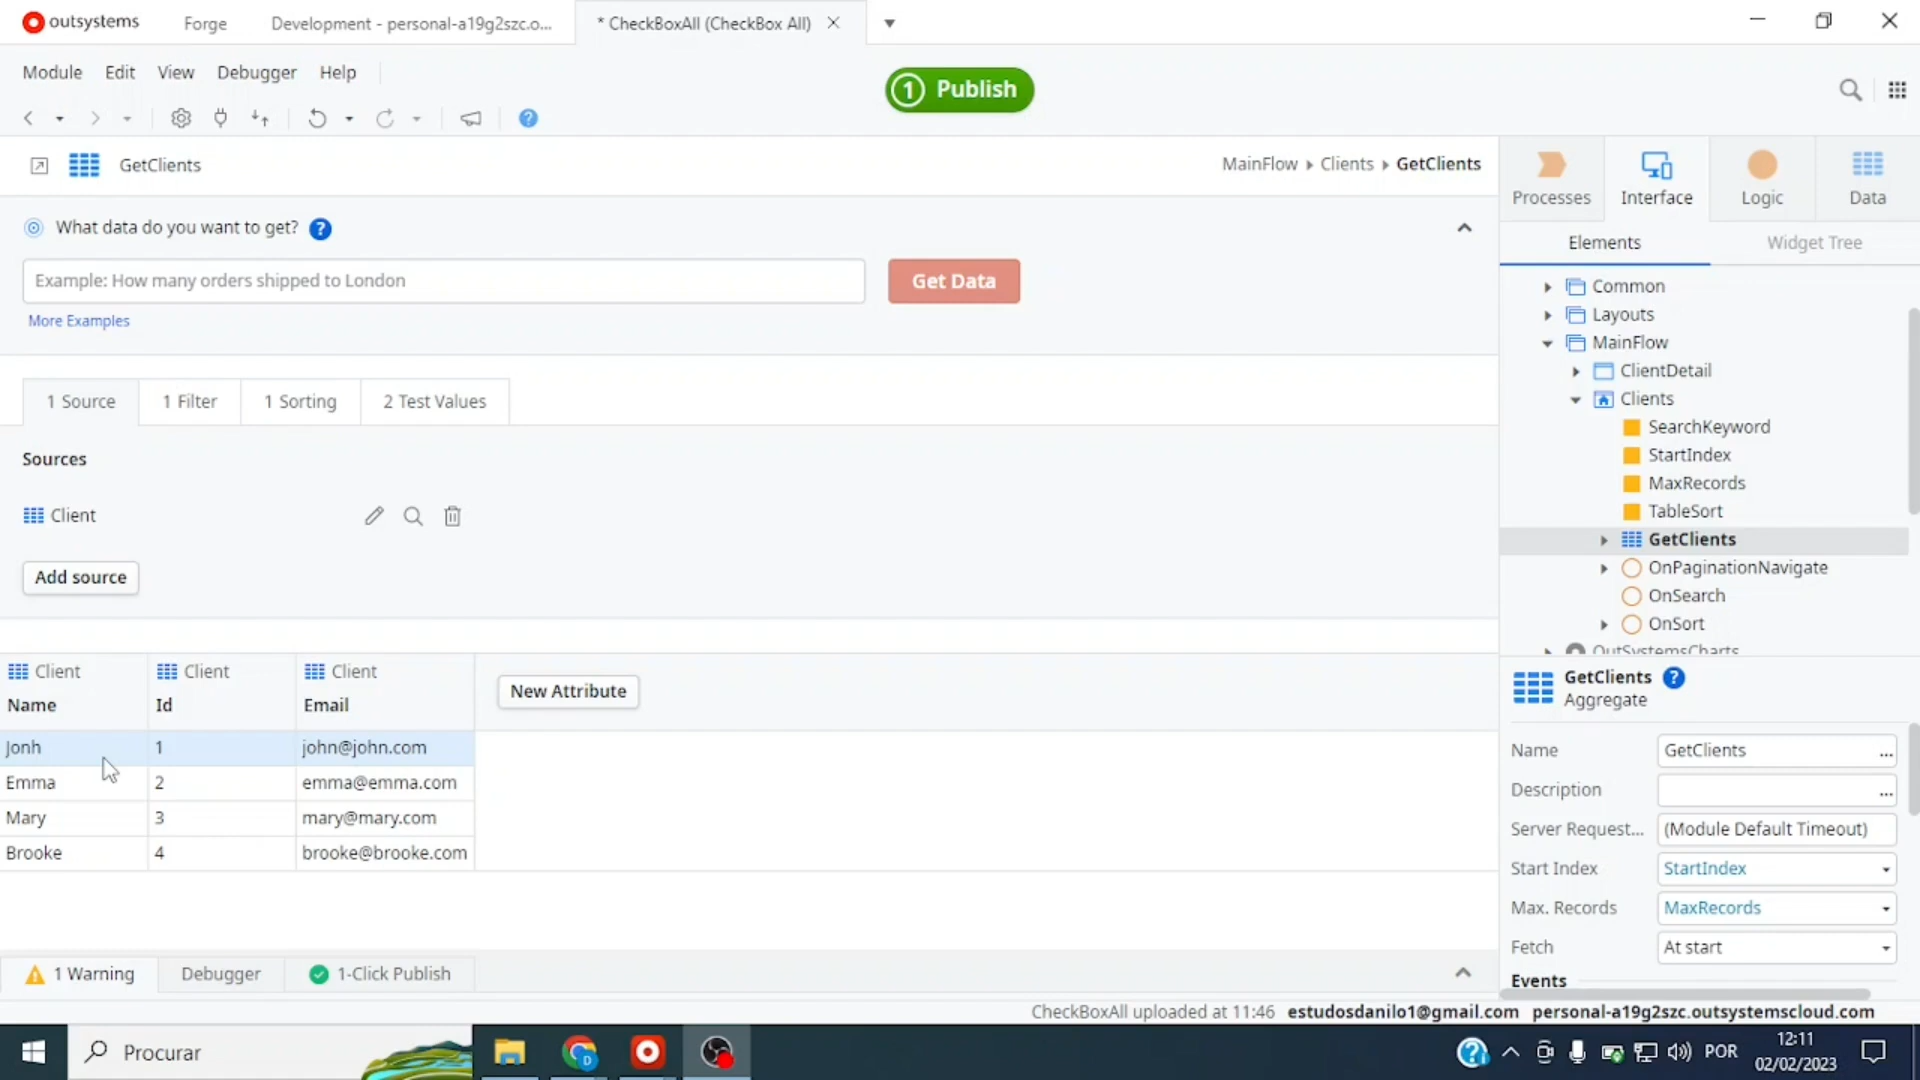 outsystems Forge Development - personal-a19g2szc.o... * CheckBoxAll (CheckBox All)
Module Edit View Debugger Help
1 Publish
GetClients MainFlow Clients GetClients
What data do you want to get? ?
Example: How many orders shipped to London Get Data
More Examples
1 Source 1 Filter 1 Sorting 2 Test Values
Sources
Client
Add source
Client Client Client
Name Id Email
New Attribute
Jonh 1 john@john.com
Emma 2 emma@emma.com
Mary 3 mary@mary.com
Brooke 4 brooke@brooke.com
1 Warning Debugger 1-Click Publish
Processes Interface Logic Data
Elements Widget Tree
Common
Layouts
MainFlow
ClientDetail
Clients
SearchKeyword
StartIndex
MaxRecords
TableSort
GetClients
OnPaginationNavigate
OnSearch
OnSort
OutSystemsCharts
GetClients ?
Aggregate
Name GetClients ...
Description ...
Server Request... (Module Default Timeout)
Start Index StartIndex
Max. Records MaxRecords
Fetch At start
Events
CheckBoxAll uploaded at 11:46 estudosdanilo1@gmail.com personal-a19g2szc.outsystemscloud.com
Procurar
POR
12:11
02/02/2023